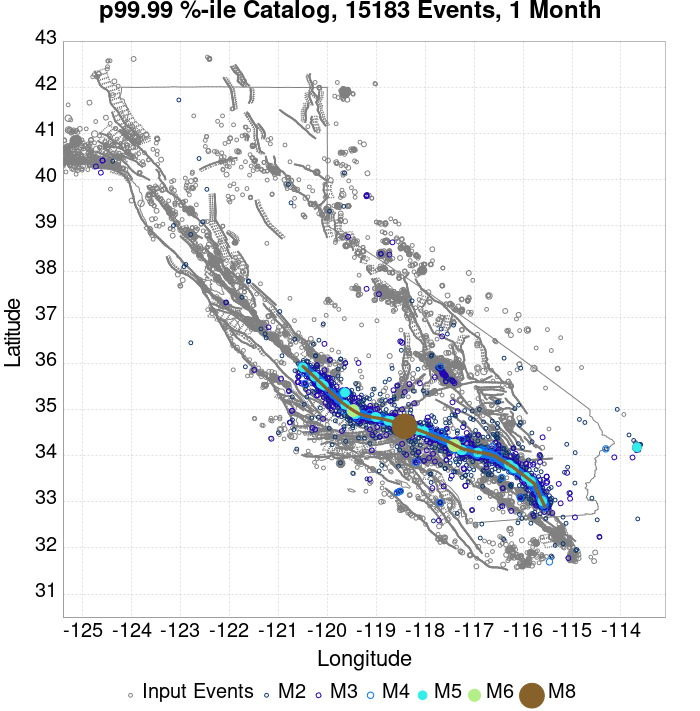 p99.99 %-ile Catalog, 15183 Events, 1 Month
43
42
41
40
39
38
37
36
35
34
33
32
31
Latitude
-125 -124 -123 -122 -121 -120 -119 -118 -117 -116 -115 -114
Longitude
Input Events M2 M3 M4 M5 M6 M8